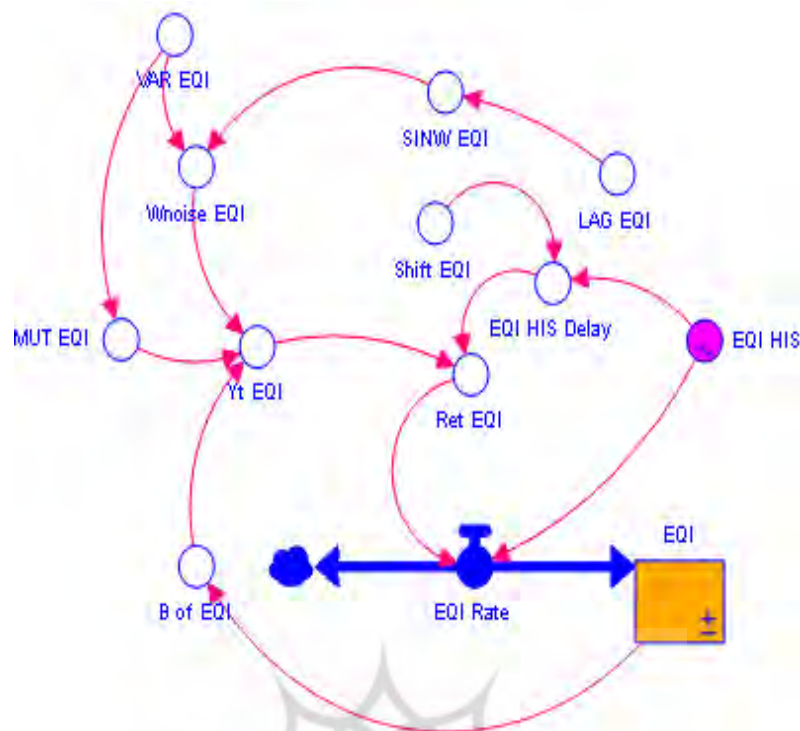 VAR EQI
SINW EQI
Wnoise EQI
LAG EQI
Shift EQI
EQI HIS Delay
MUT EQI
EQI HIS
Yt EQI
Ret EQI
EQI
B of EQI
EQI Rate